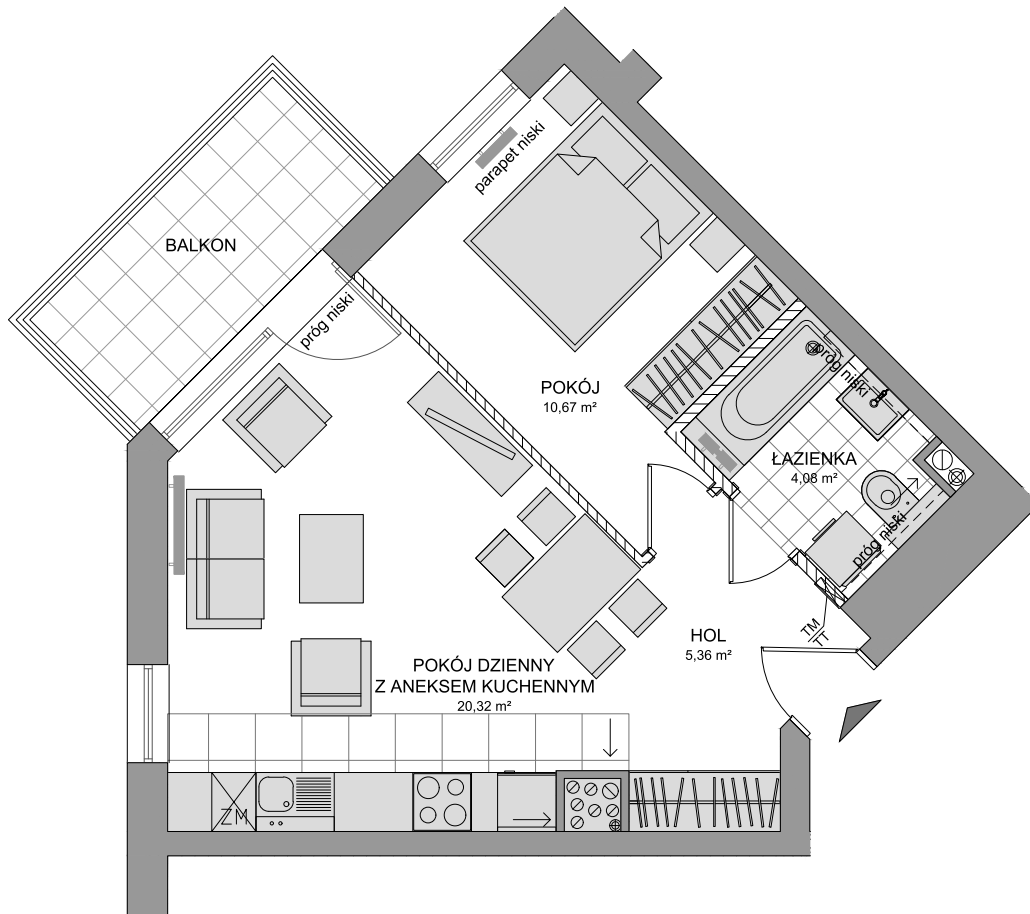 parapet niski
BALKON
próg niski
POKÓJ
10,67 m²
próg niski
ŁAZIENKA
4,08 m²
próg niski
TM
TT
HOL
5,36 m²
POKÓJ DZIENNY
Z ANEKSEM KUCHENNYM
20,32 m²
ZM